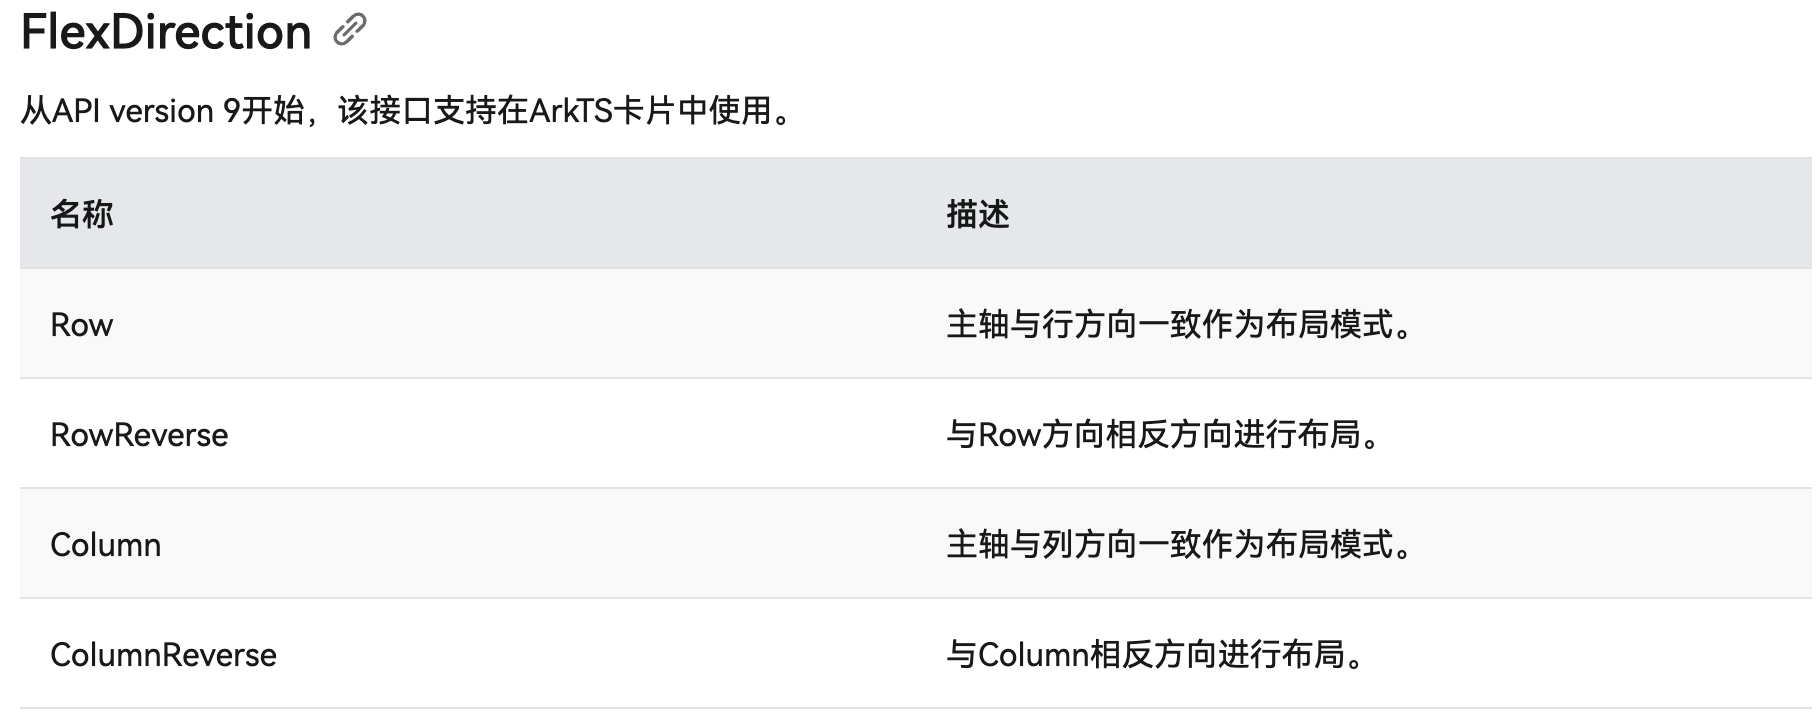 FlexDirection
从API version 9开始，该接口支持在ArkTS卡片中使用。
名称 描述
Row 主轴与行方向一致作为布局模式。
RowReverse 与Row方向相反方向进行布局。
Column 主轴与列方向一致作为布局模式。
ColumnReverse 与Column相反方向进行布局。